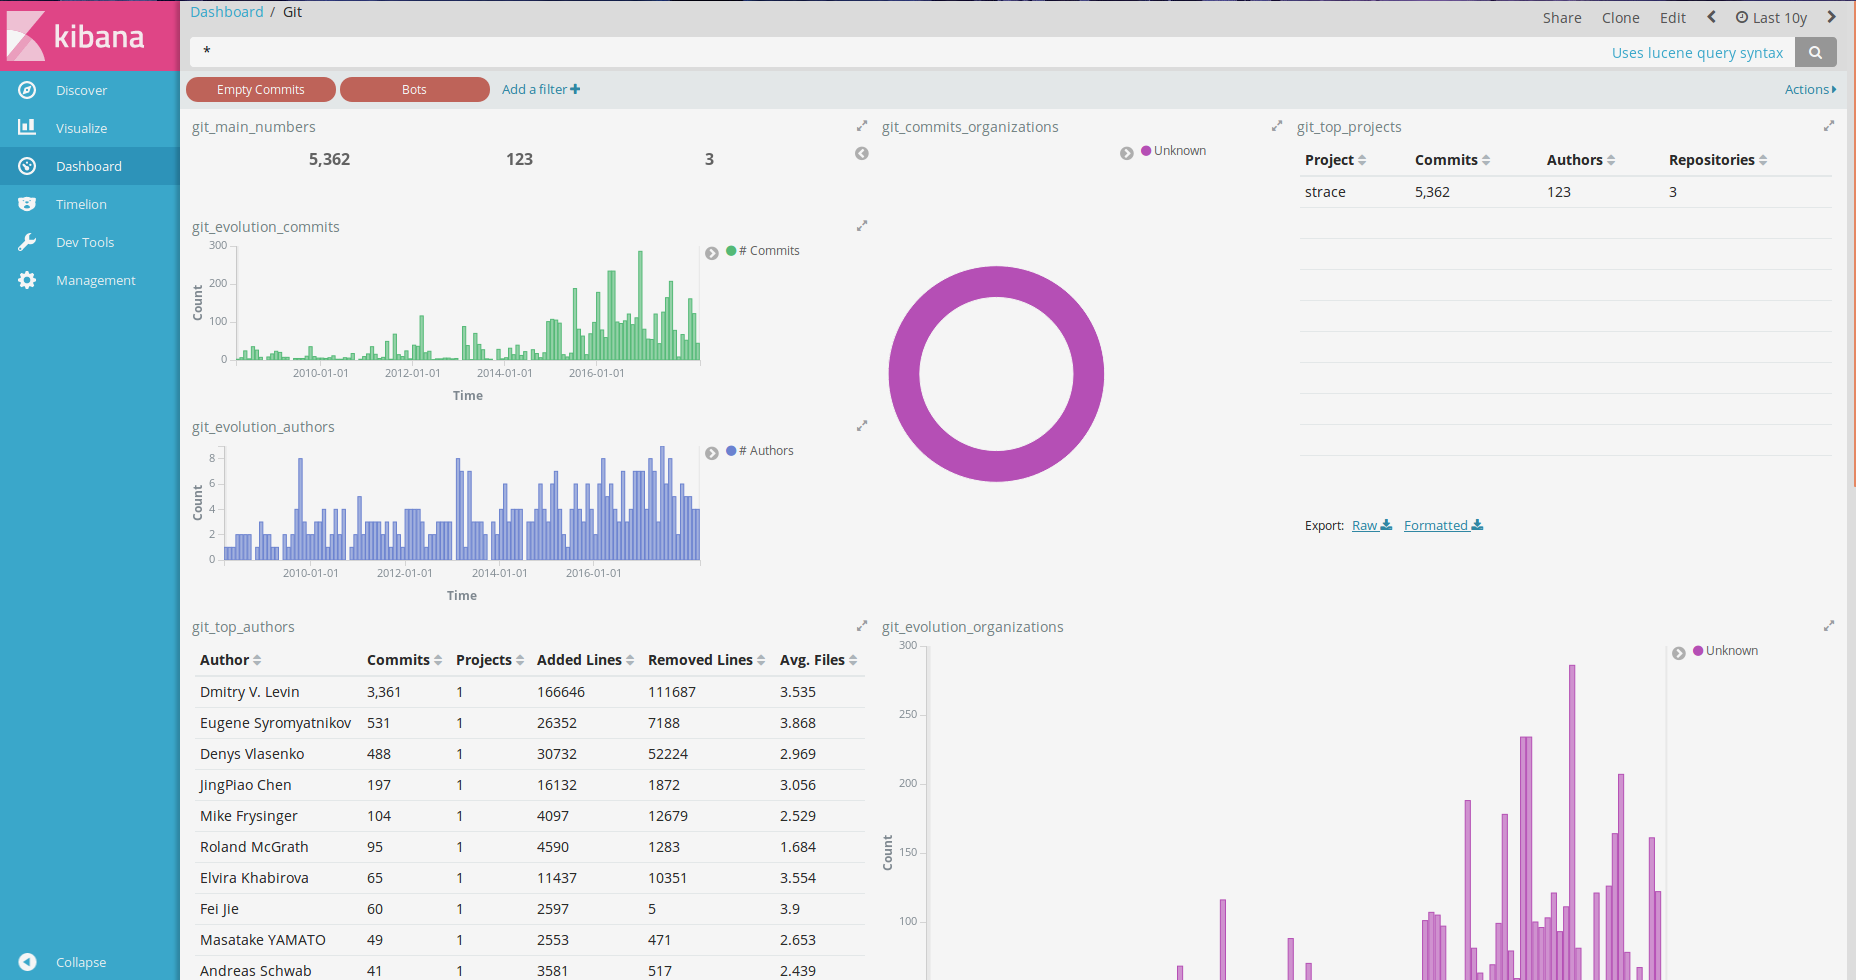 Dashboard / Git
kibana
Share Clone Edit Last 10y
*
Uses lucene query syntax
Discover
Visualize
Dashboard
Timelion
Dev Tools
Management
Collapse
Empty Commits Bots Add a filter
Actions
git_main_numbers
5,362 123 3
git_evolution_commits
# Commits
300
200
100
0
Count
2010-01-01 2012-01-01 2014-01-01 2016-01-01
Time
git_evolution_authors
# Authors
8
6
4
2
0
Count
2010-01-01 2012-01-01 2014-01-01 2016-01-01
Time
git_commits_organizations
Unknown
git_top_projects
Project Commits Authors Repositories
strace 5,362 123 3
Export: Raw Formatted
git_top_authors
Author Commits Projects Added Lines Removed Lines Avg. Files
Dmitry V. Levin 3,361 1 166646 111687 3.535
Eugene Syromyatnikov 531 1 26352 7188 3.868
Denys Vlasenko 488 1 30732 52224 2.969
JingPiao Chen 197 1 16132 1872 3.056
Mike Frysinger 104 1 4097 12679 2.529
Roland McGrath 95 1 4590 1283 1.684
Elvira Khabirova 65 1 11437 10351 3.554
Fei Jie 60 1 2597 5 3.9
Masatake YAMATO 49 1 2553 471 2.653
Andreas Schwab 41 1 3581 517 2.439
git_evolution_organizations
Unknown
300
250
200
150
100
Count